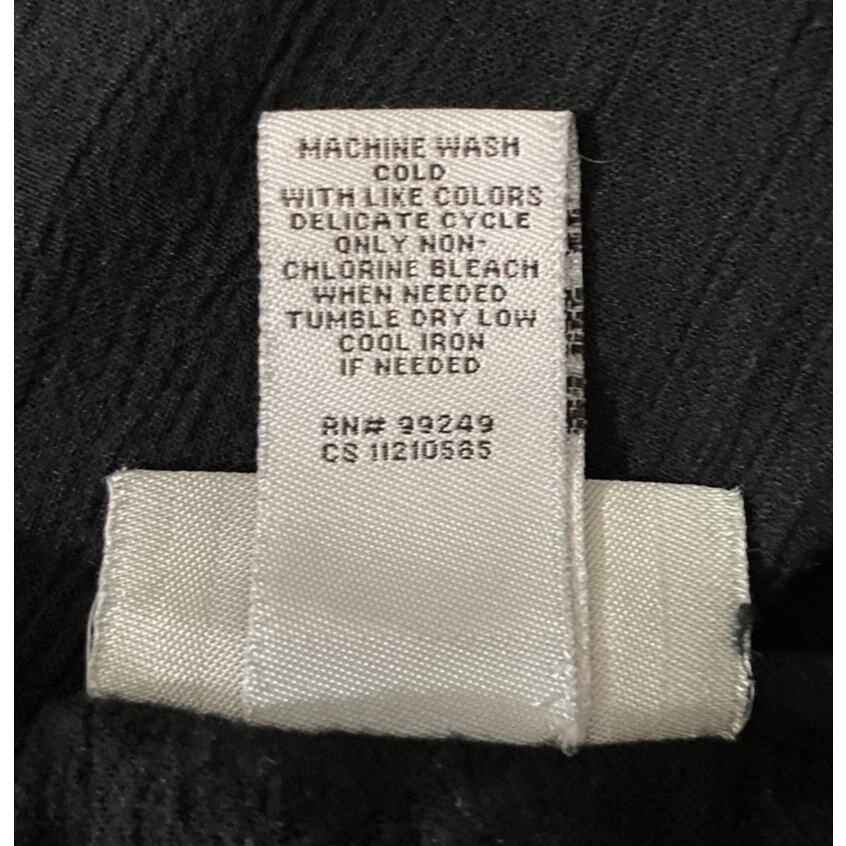 MACHINE WASH
COLD
WITH LIKE COLORS
DELICATE CYCLE
ONLY NON-
CHLORINE BLEACH
WHEN NEEDED
TUMBLE DRY LOW
COOL IRON
IF NEEDED
RN# 99249
CS 11210565